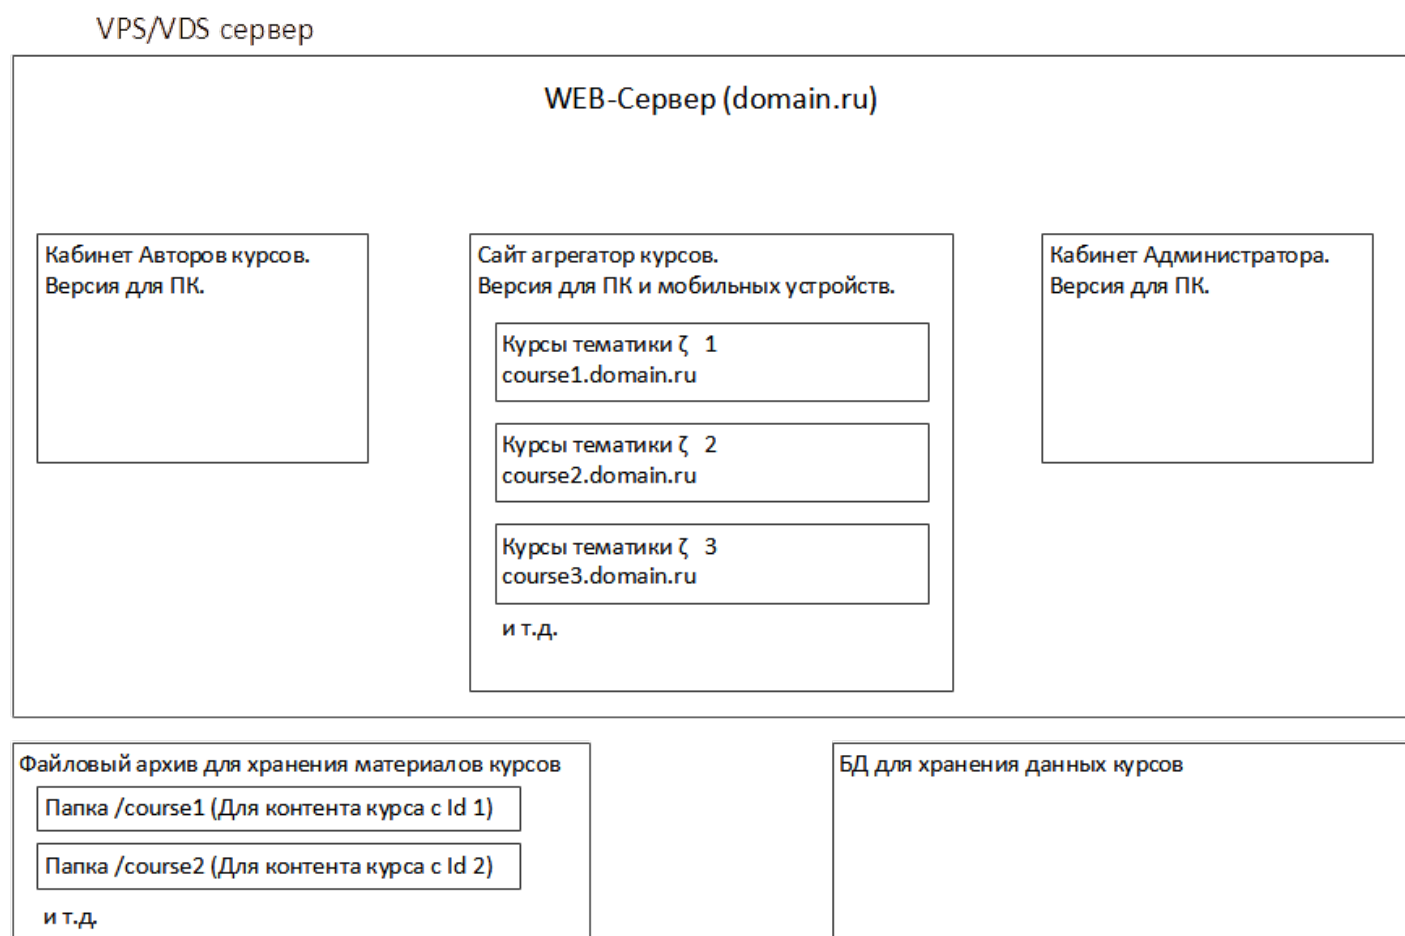 VPS/VDS сервер
WEB-Сервер (domain.ru)
Кабинет Авторов курсов.
Версия для ПК.
Сайт агрегатор курсов.
Версия для ПК и мобильных устройств.
Курсы тематики ζ 1
course1.domain.ru
Курсы тематики ζ 2
course2.domain.ru
Курсы тематики ζ 3
course3.domain.ru
и т.д.
Кабинет Администратора.
Версия для ПК.
Файловый архив для хранения материалов курсов
Папка /course1 (Для контента курса с Id 1)
Папка /course2 (Для контента курса с Id 2)
и т.д.
БД для хранения данных курсов